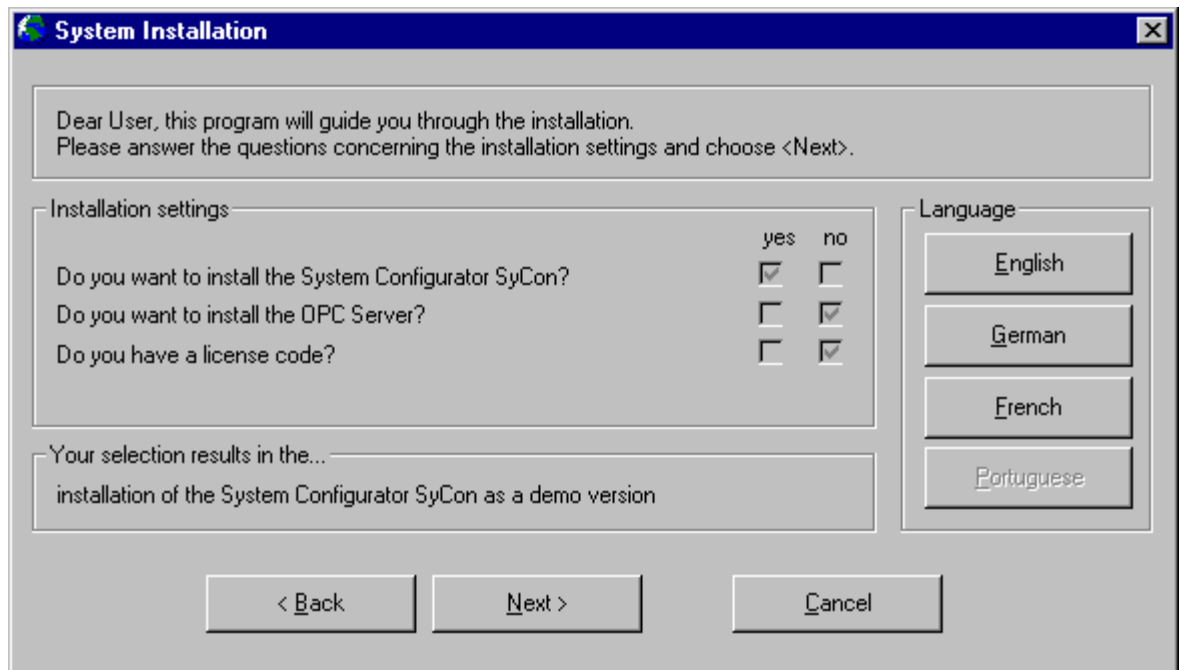 System Installation
Dear User, this program will guide you through the installation.
Please answer the questions concerning the installation settings and choose <Next>.
Installation settings
yes no
Do you want to install the System Configurator SyCon?
Do you want to install the OPC Server?
Do you have a license code?
Your selection results in the...
installation of the System Configurator SyCon as a demo version
Language
English
German
French
Portuguese
< Back
Next >
Cancel